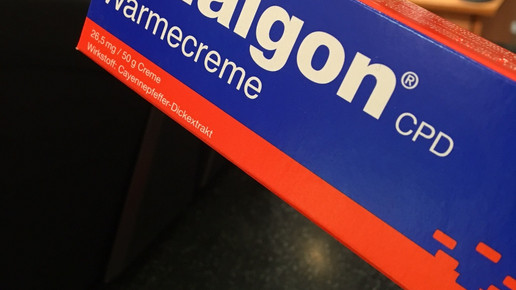 algon®
Wärmecreme
CPD
26,5 mg / 50 g Creme
Wirkstoff: Cayennepfeffer-Dickextrakt